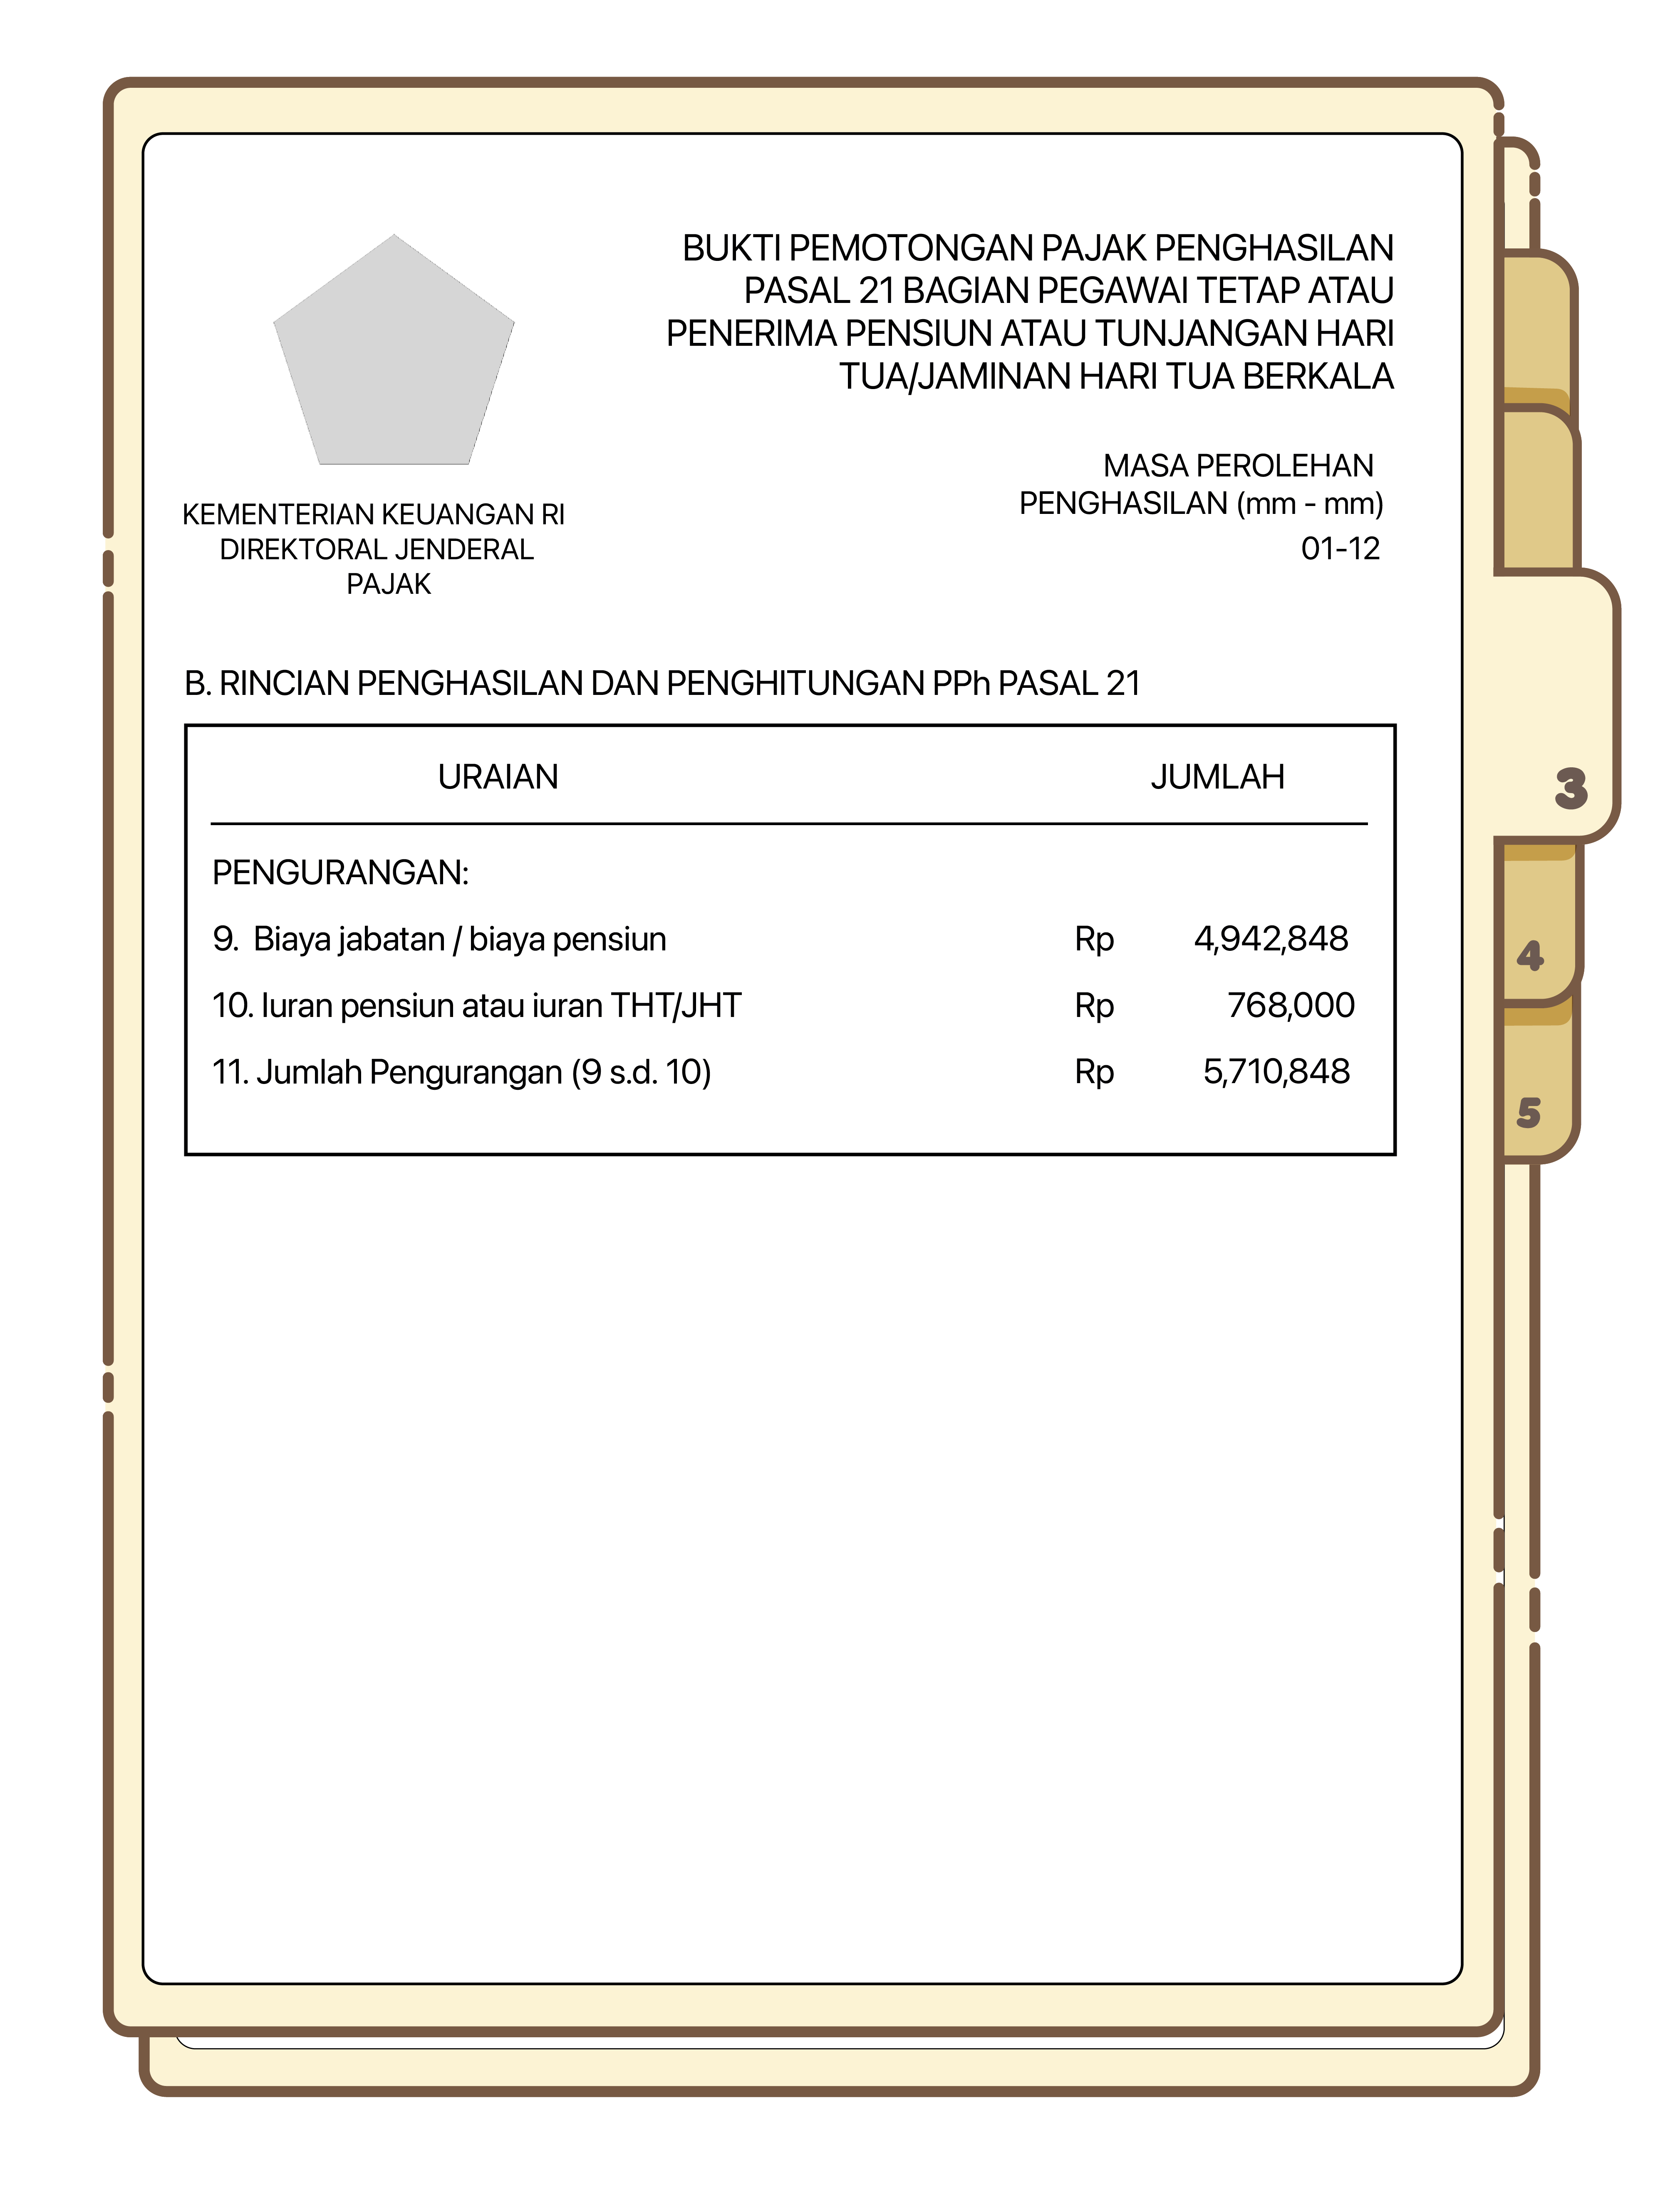 BUKTI PEMOTONGAN PAJAK PENGHASILAN
PASAL 21 BAGIAN PEGAWAI TETAP ATAU
PENERIMA PENSIUN ATAU TUNJANGAN HARI
TUA/JAMINAN HARI TUA BERKALA
MASA PEROLEHAN
PENGHASILAN (mm - mm)
01-12
KEMENTERIAN KEUANGAN RI
DIREKTORAL JENDERAL
PAJAK
B. RINCIAN PENGHASILAN DAN PENGHITUNGAN PPh PASAL 21
URAIAN JUMLAH
PENGURANGAN:
9. Biaya jabatan / biaya pensiun Rp 4,942,848
10. Iuran pensiun atau iuran THT/JHT Rp 768,000
11. Jumlah Pengurangan (9 s.d. 10) Rp 5,710,848
3
4
5